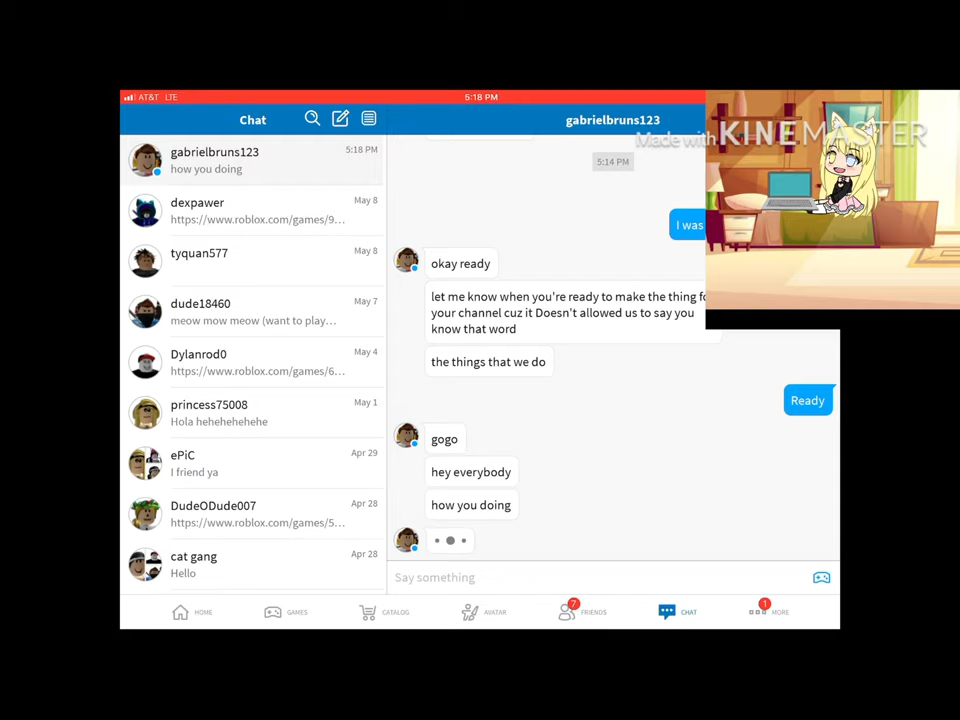 AT&T LTE
5:18 PM
Chat
gabrielbruns123
Made with KINEMASTER
gabrielbruns123
5:18 PM
how you doing
dexpawer
May 8
https://www.roblox.com/games/9...
tyquan577
May 8
dude18460
May 7
meow mow meow (want to play...
Dylanrod0
May 4
https://www.roblox.com/games/6...
princess75008
May 1
Hola hehehehehehe
ePiC
Apr 29
I friend ya
DudeODude007
Apr 28
https://www.roblox.com/games/5...
cat gang
Apr 28
Hello
5:14 PM
I was
okay ready
let me know when you're ready to make the thing fo
your channel cuz it Doesn't allowed us to say you
know that word
the things that we do
Ready
gogo
hey everybody
how you doing
Say something
HOME
GAMES
CATALOG
AVATAR
7
FRIENDS
CHAT
1
MORE